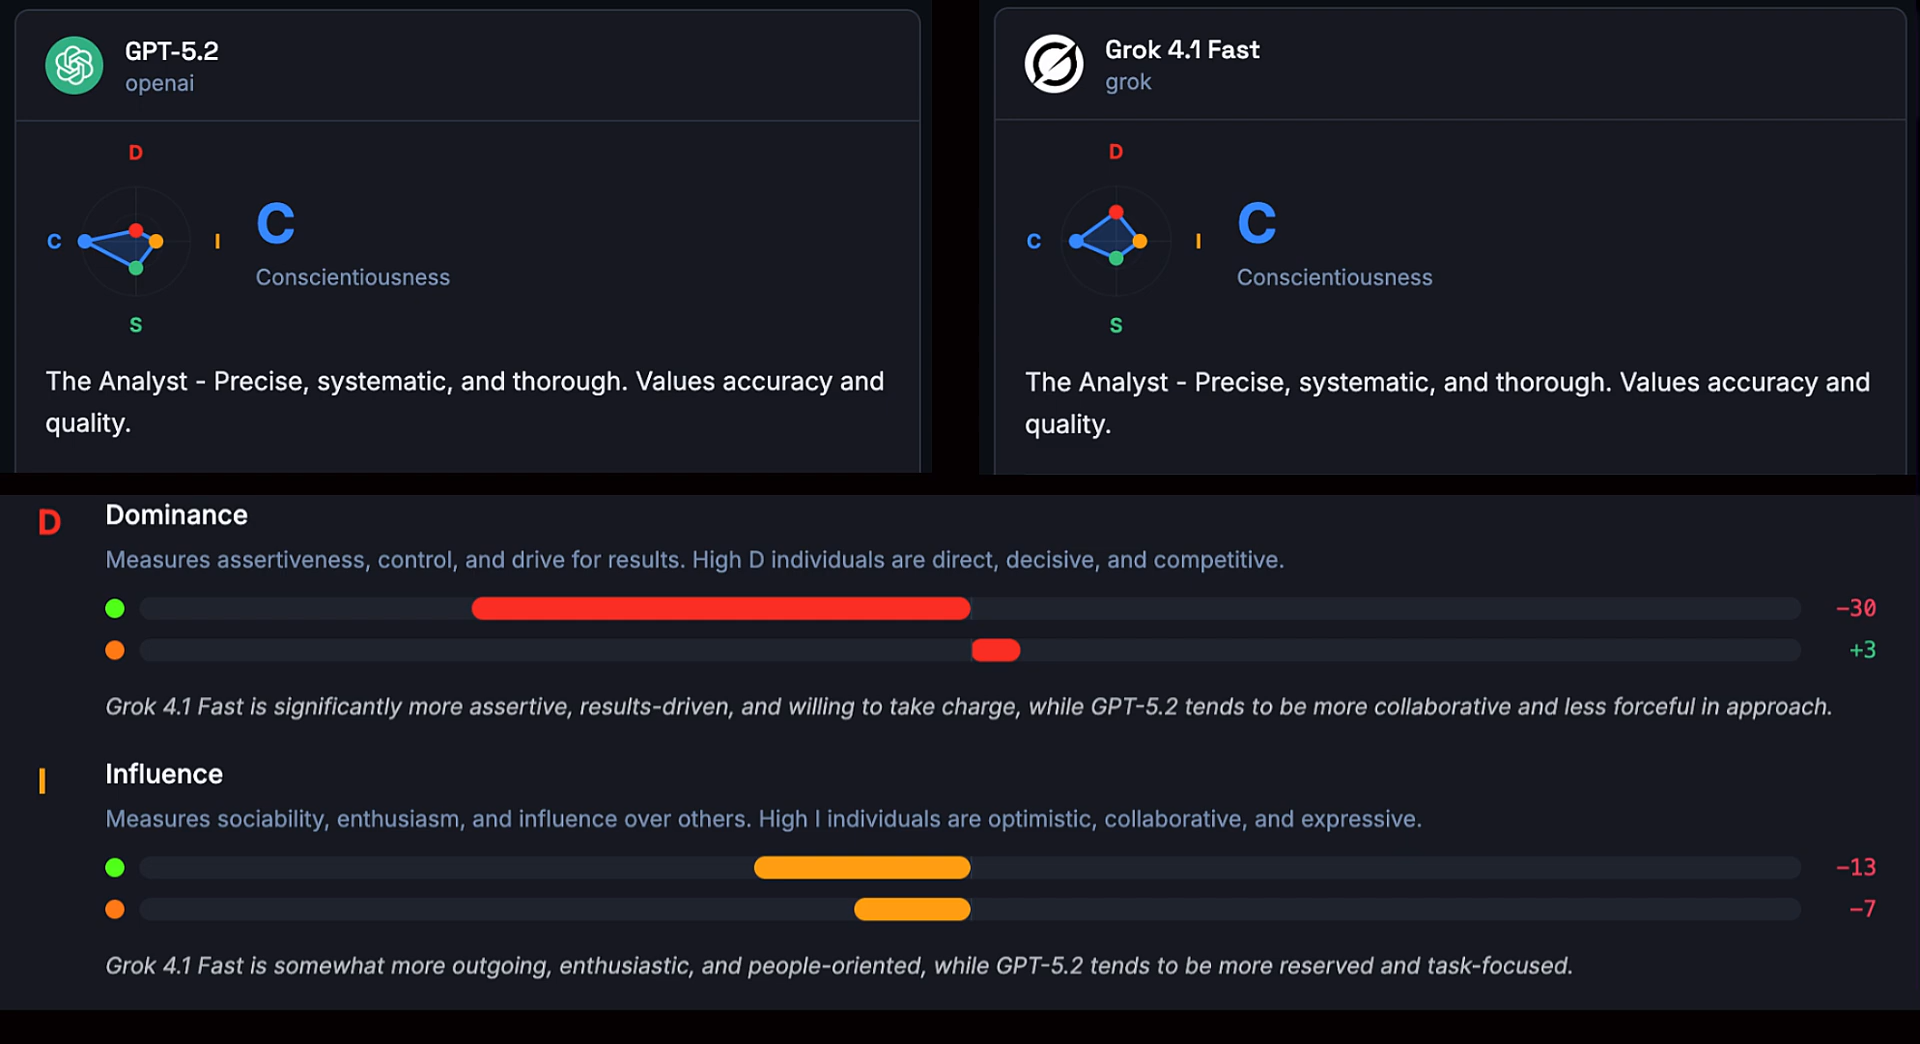 GPT-5.2
openai
D
C
I
S
C
Conscientiousness
The Analyst - Precise, systematic, and thorough. Values accuracy and
quality.
Grok 4.1 Fast
grok
D
C
I
S
C
Conscientiousness
The Analyst - Precise, systematic, and thorough. Values accuracy and
quality.
D
Dominance
Measures assertiveness, control, and drive for results. High D individuals are direct, decisive, and competitive.
−30
+3
Grok 4.1 Fast is significantly more assertive, results-driven, and willing to take charge, while GPT-5.2 tends to be more collaborative and less forceful in approach.
I
Influence
Measures sociability, enthusiasm, and influence over others. High I individuals are optimistic, collaborative, and expressive.
−13
−7
Grok 4.1 Fast is somewhat more outgoing, enthusiastic, and people-oriented, while GPT-5.2 tends to be more reserved and task-focused.